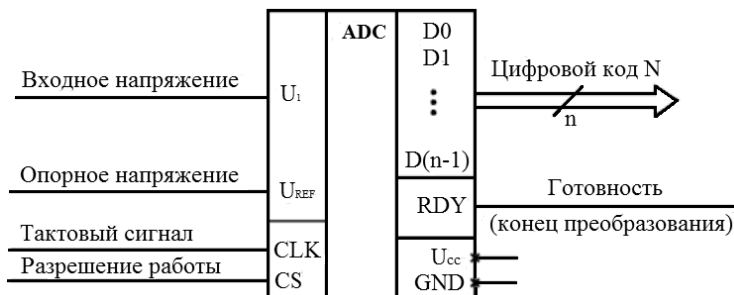 ADC
D0
D1
Входное напряжение
U₁
Цифровой код N
n
D(n-1)
Опорное напряжение
UREF
RDY
Готовность
(конец преобразования)
Тактовый сигнал
CLK
Разрешение работы
CS
Ucc
GND